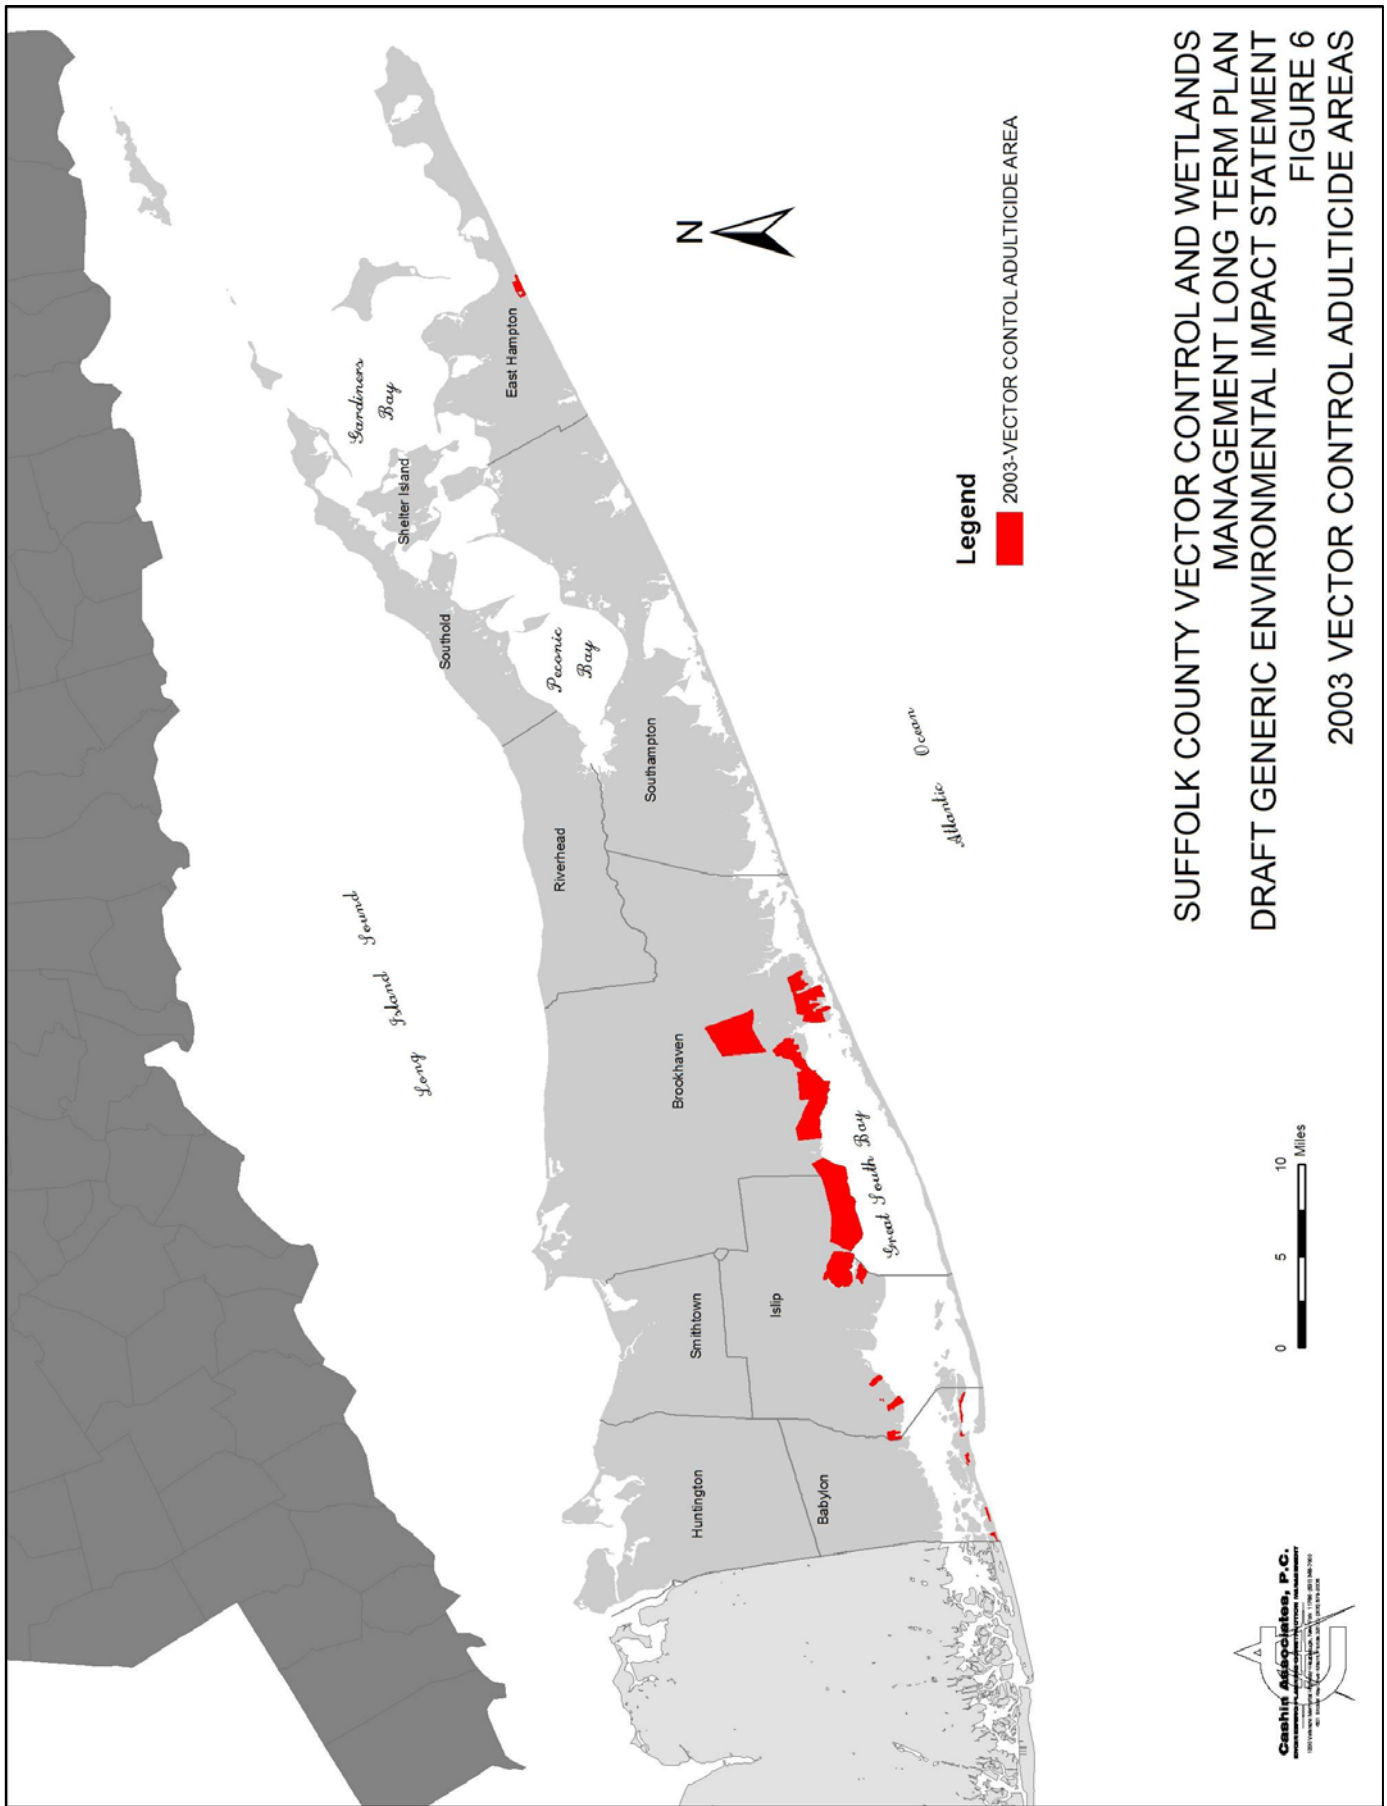 Long Island Sound
Gardiners
Bay
Shelter Island
Southold
East Hampton
Peconic
Bay
Riverhead
Southampton
Brookhaven
Smithtown
Huntington
Islip
Babylon
Great South Bay
Atlantic Ocean
N
Legend
2003-VECTOR CONTOL ADULTICIDE AREA
0 5 10
Miles
Cashin Associates, P.C.
SUFFOLK COUNTY VECTOR CONTROL AND WETLANDS
MANAGEMENT LONG TERM PLAN
DRAFT GENERIC ENVIRONMENTAL IMPACT STATEMENT
FIGURE 6
2003 VECTOR CONTROL ADULTICIDE AREAS